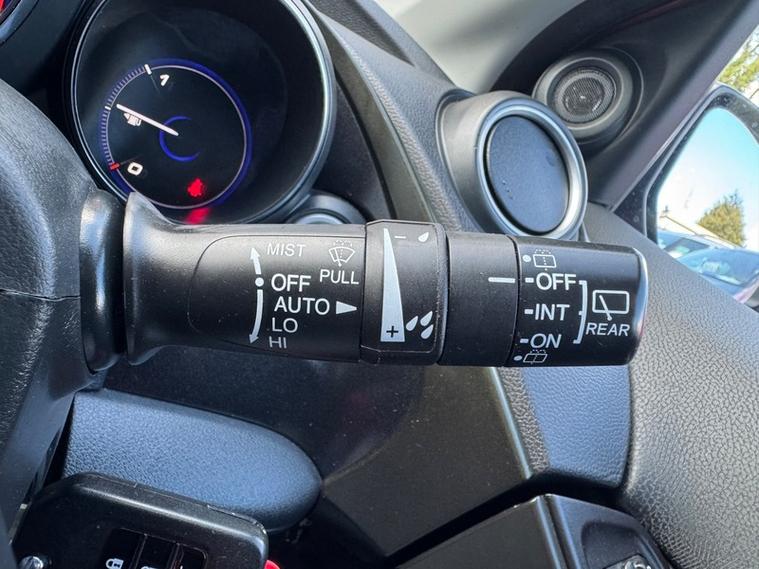 1
0
MIST
OFF
PULL
AUTO
LO
HI
-
+
-OFF
-INT
REAR
-ON